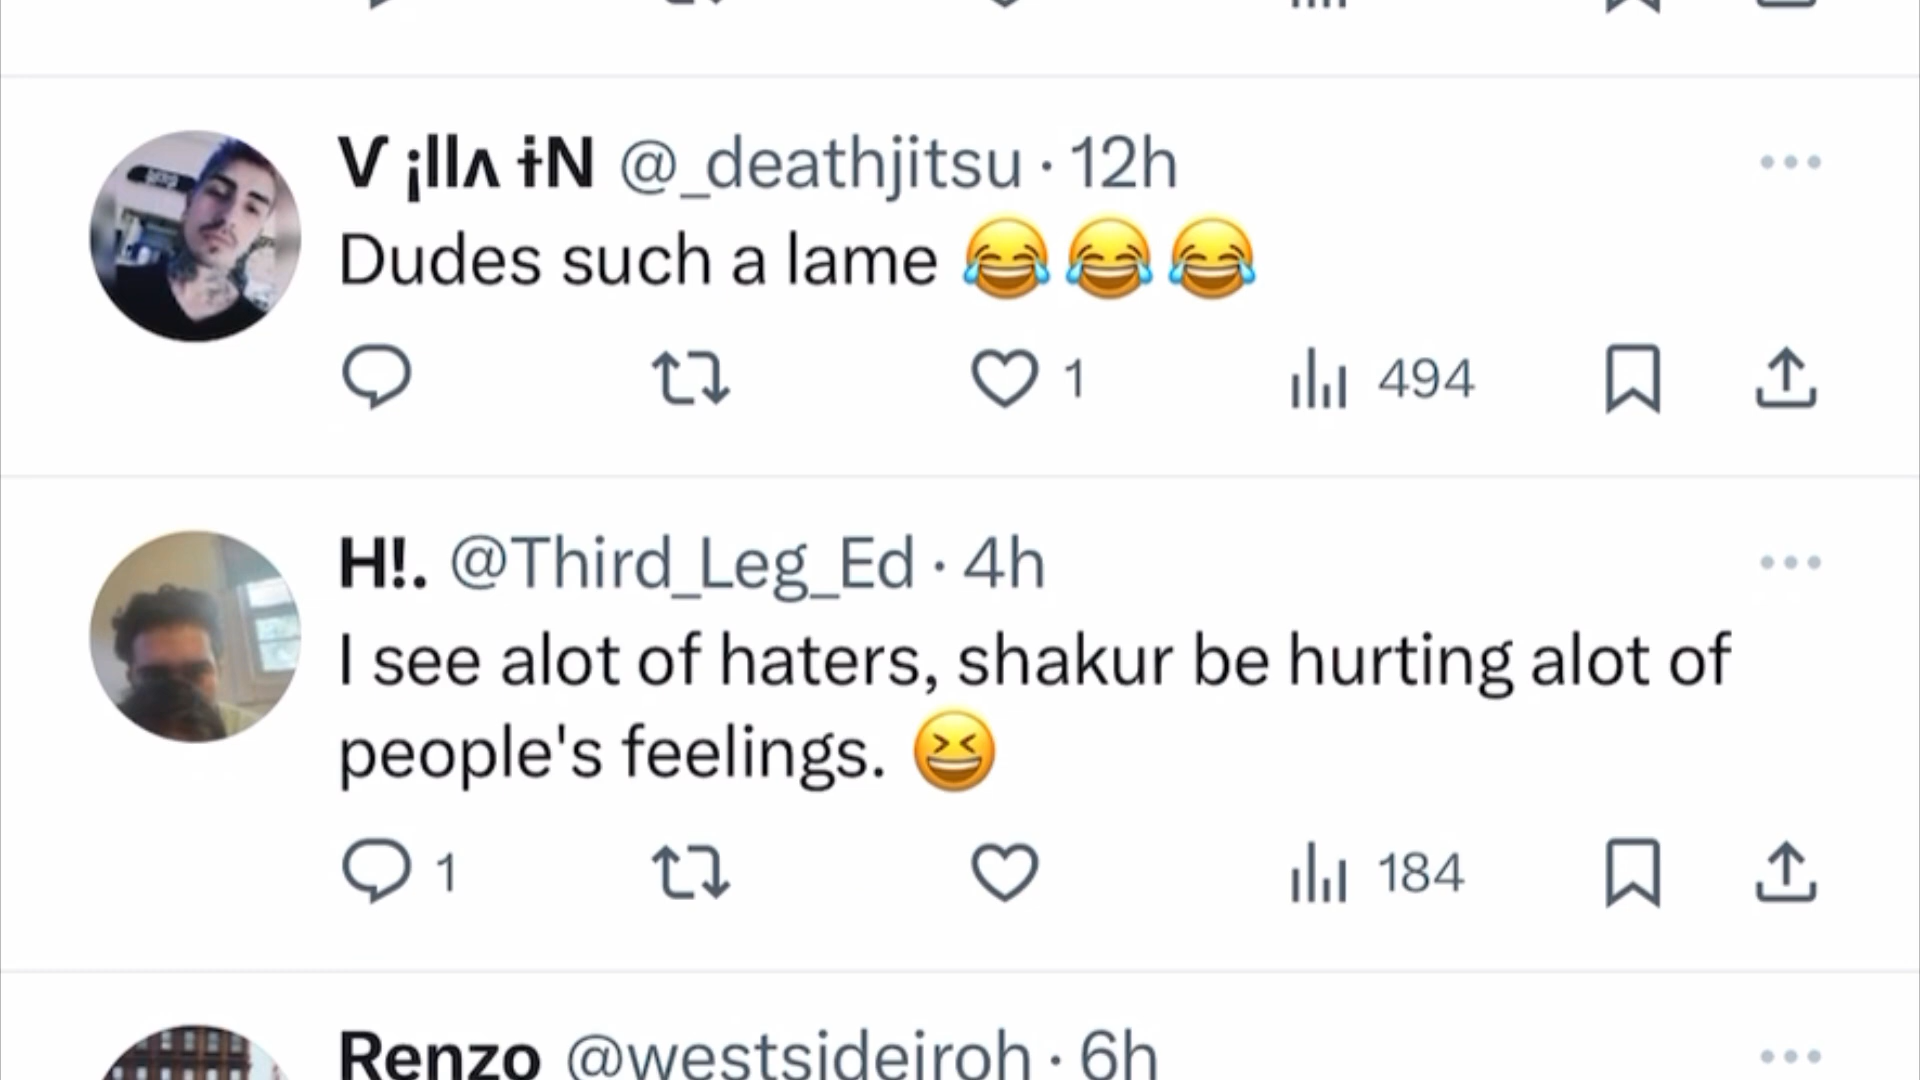 V ¡llʌ ɨN @_deathjitsu · 12h
Dudes such a lame 😂😂😂
1 494
H!. @Third_Leg_Ed · 4h
I see alot of haters, shakur be hurting alot of
people's feelings. 😆
1 184
Renzo @westsideiroh · 6h